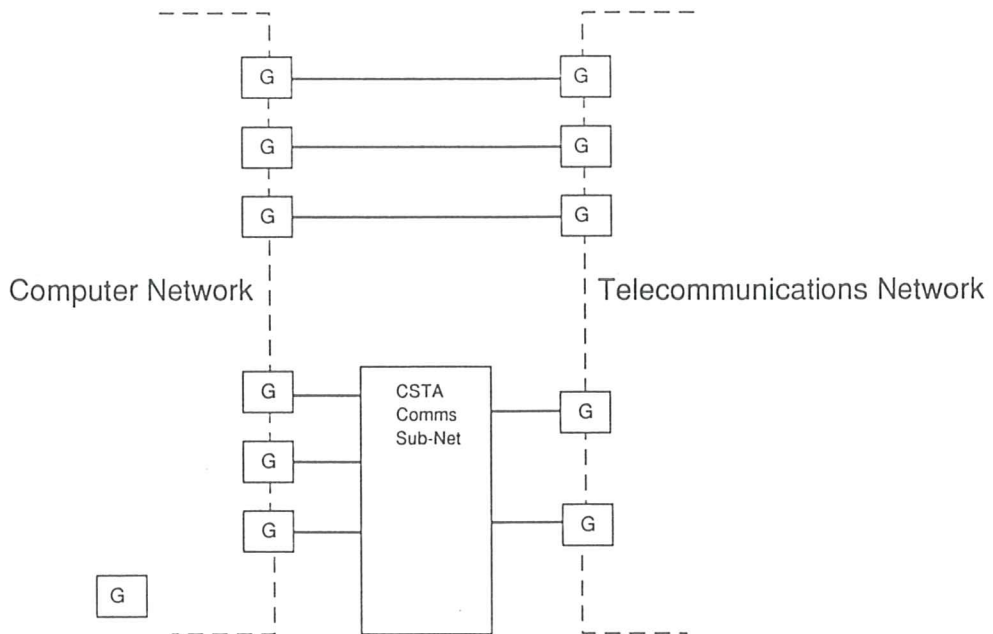 G G
G G
G G
Computer Network Telecommunications Network
G CSTA
Comms G
Sub-Net
G
G G
G